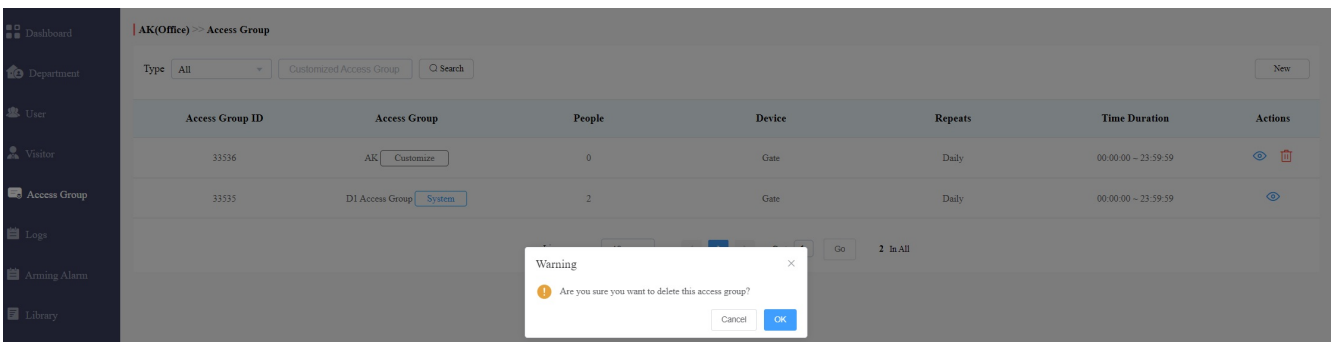 Dashboard
Department
User
Visitor
Access Group
Logs
Arming Alarm
Library
AK(Office) >> Access Group
Type All Customized Access Group Search New
Access Group ID Access Group People Device Repeats Time Duration Actions
33536 AK Customize 0 Gate Daily 00:00:00 ~ 23:59:59
33535 D1 Access Group System 2 Gate Daily 00:00:00 ~ 23:59:59
Go 2 In All
Warning
Are you sure you want to delete this access group?
Cancel OK